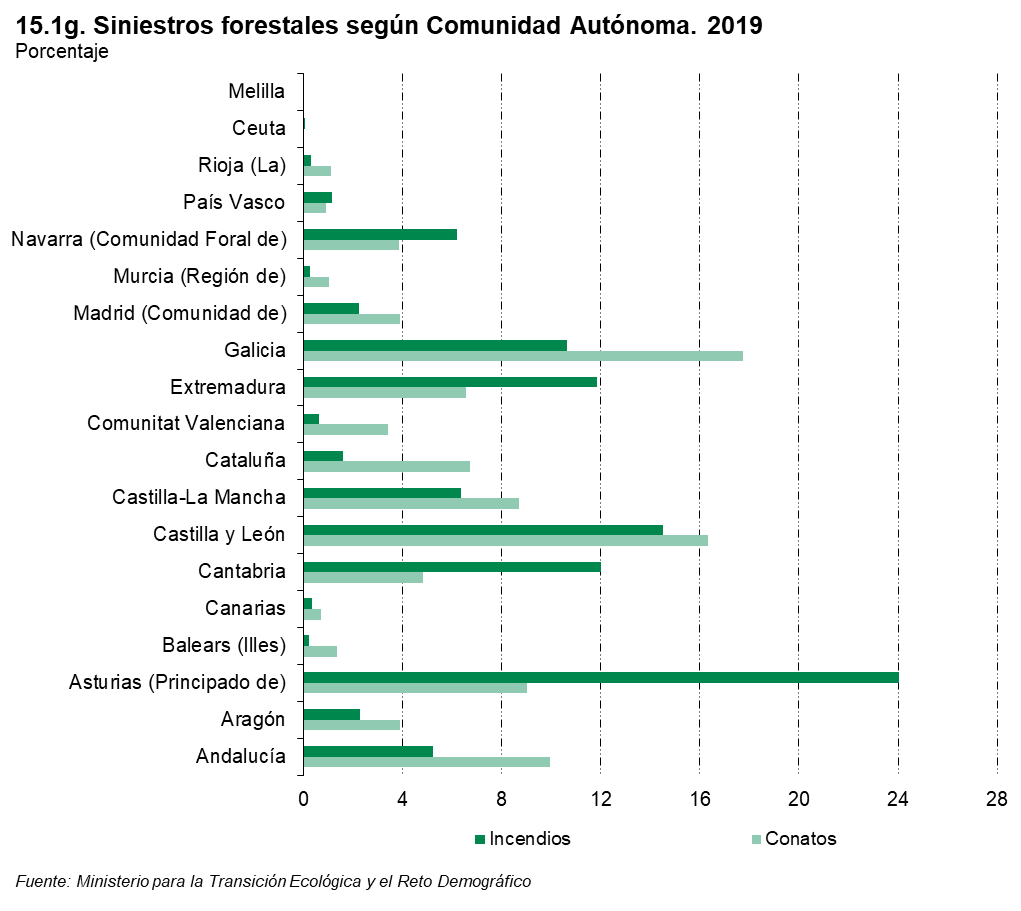 15.1g. Siniestros forestales según Comunidad Autónoma. 2019
Porcentaje
Melilla
Ceuta
Rioja (La)
País Vasco
Navarra (Comunidad Foral de)
Murcia (Región de)
Madrid (Comunidad de)
Galicia
Extremadura
Comunitat Valenciana
Cataluña
Castilla-La Mancha
Castilla y León
Cantabria
Canarias
Balears (Illes)
Asturias (Principado de)
Aragón
Andalucía
0 4 8 12 16 20 24 28
Incendios Conatos
Fuente: Ministerio para la Transición Ecológica y el Reto Demográfico